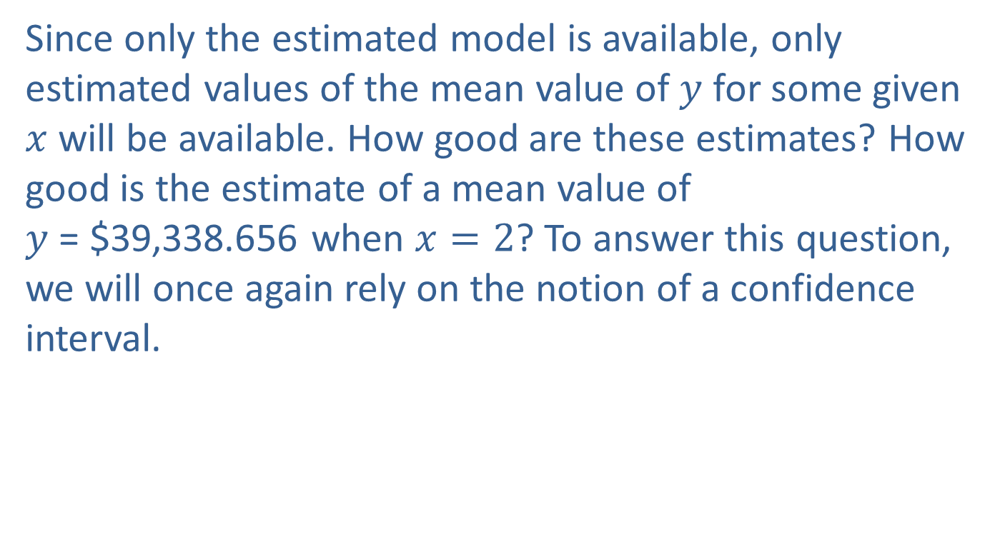 Since only the estimated model is available, only
estimated values of the mean value of 𝑦 for some given
𝑥 will be available. How good are these estimates? How
good is the estimate of a mean value of
𝑦 = $39,338.656 when 𝑥 = 2? To answer this question,
we will once again rely on the notion of a confidence
interval.